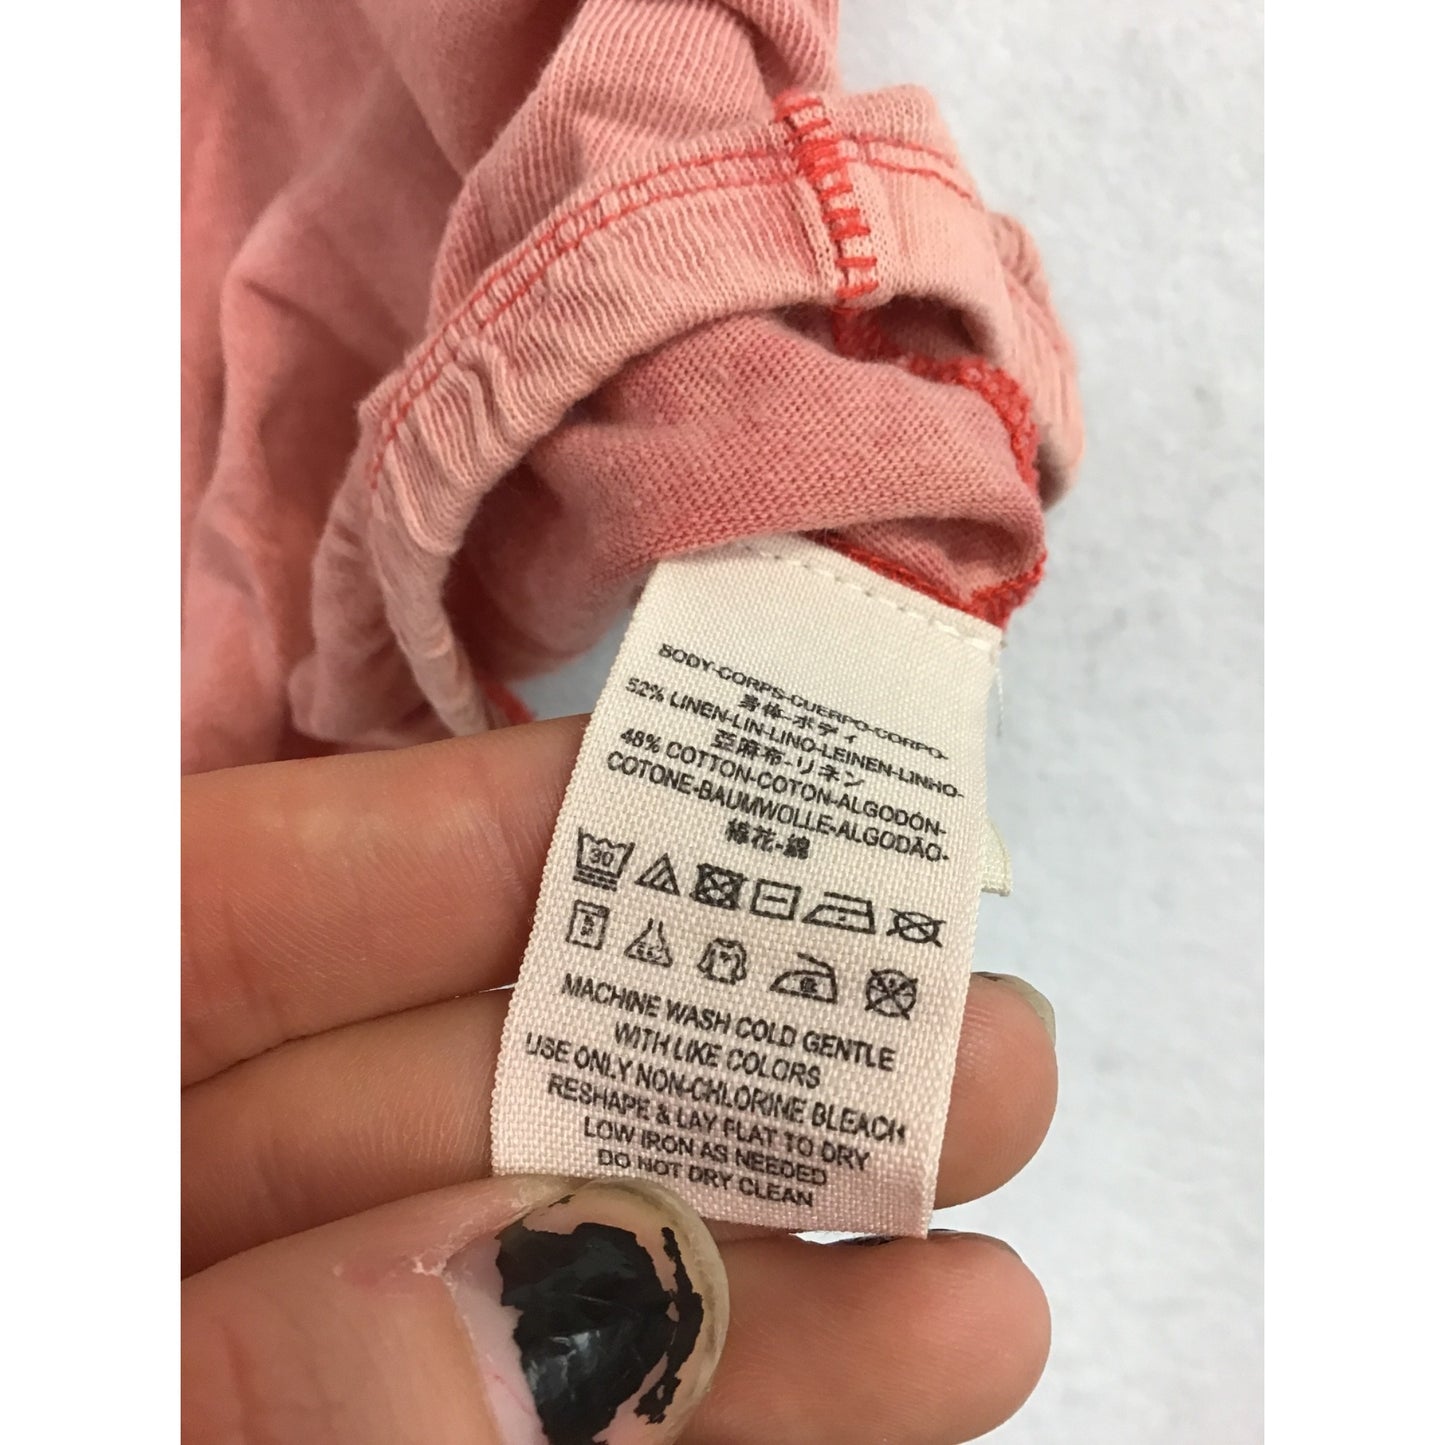 BODY-CORPS-CUERPO-CORPO-
身体-ボディ
52% LINEN-LIN-LINO-LEINEN-LINHO-
亞麻布-リネン
48% COTTON-COTON-ALGODÓN-
COTONE-BAUMWOLLE-ALGODÃO-
棉花-綿
30
MACHINE WASH COLD GENTLE
WITH LIKE COLORS
USE ONLY NON-CHLORINE BLEACH
RESHAPE & LAY FLAT TO DRY
LOW IRON AS NEEDED
DO NOT DRY CLEAN